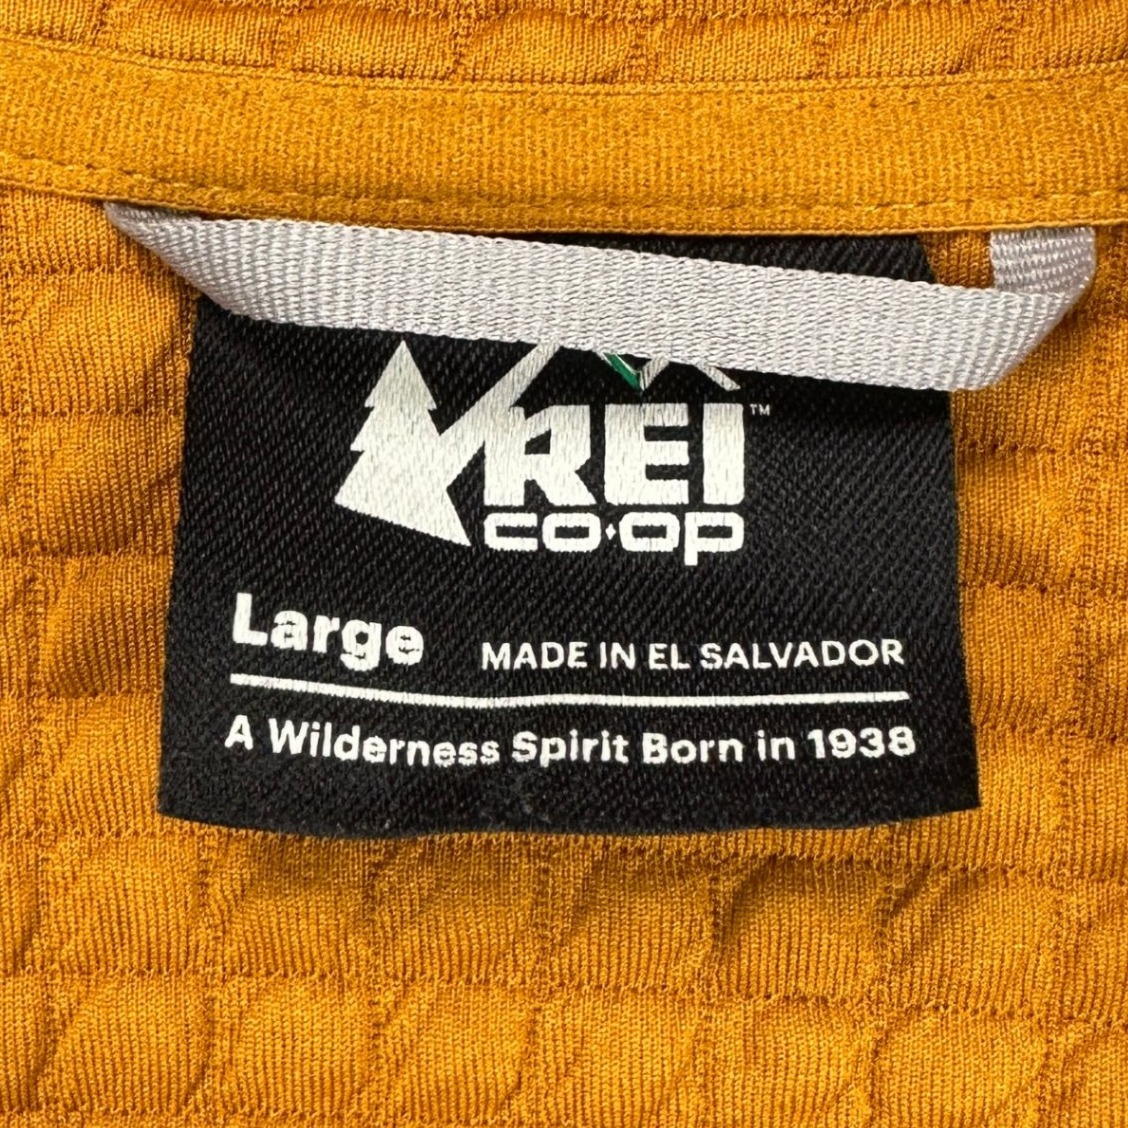 REI™
co·op
Large MADE IN EL SALVADOR
A Wilderness Spirit Born in 1938